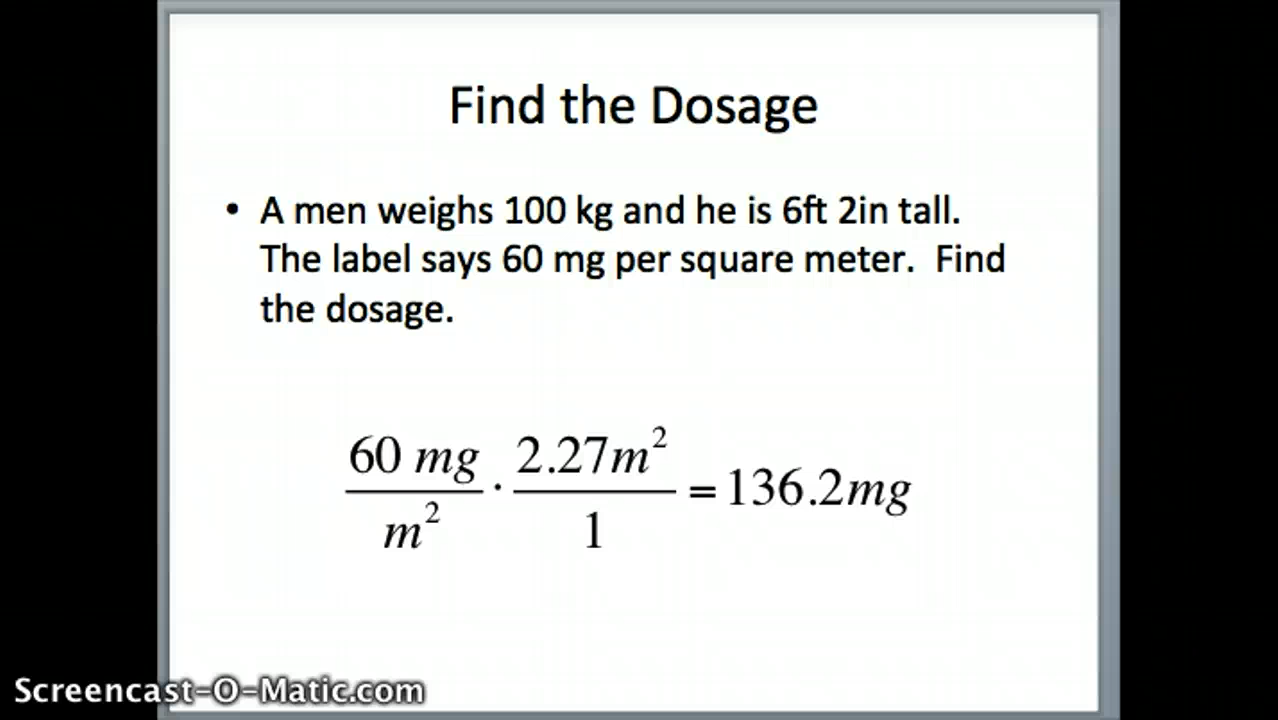 Find the Dosage
• A men weighs 100 kg and he is 6ft 2in tall.
The label says 60 mg per square meter. Find
the dosage.
60 mg / m² · 2.27m² / 1 = 136.2mg
Screencast-O-Matic.com